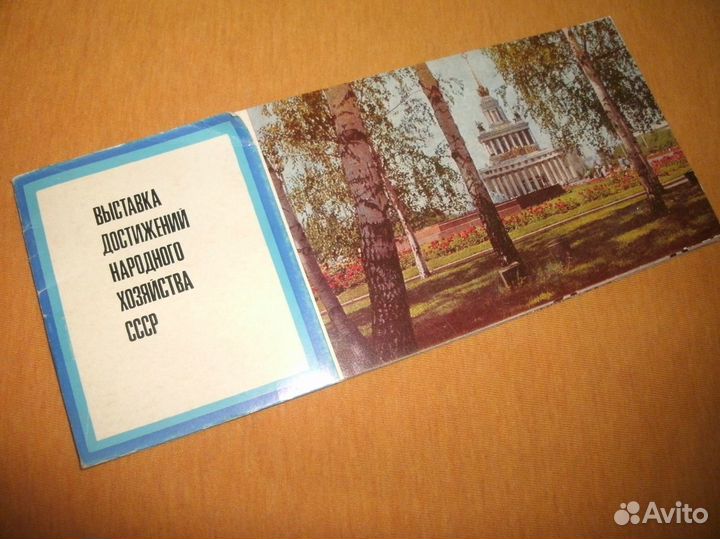 ВЫСТАВКА
ДОСТИЖЕНИЙ
НАРОДНОГО
ХОЗЯЙСТВА
СССР
Avito